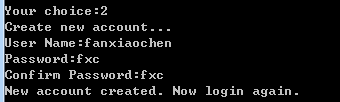 Your choice:2
Create new account...
User Name:fanxiaochen
Password:fxc
Confirm Password:fxc
New account created. Now login again.